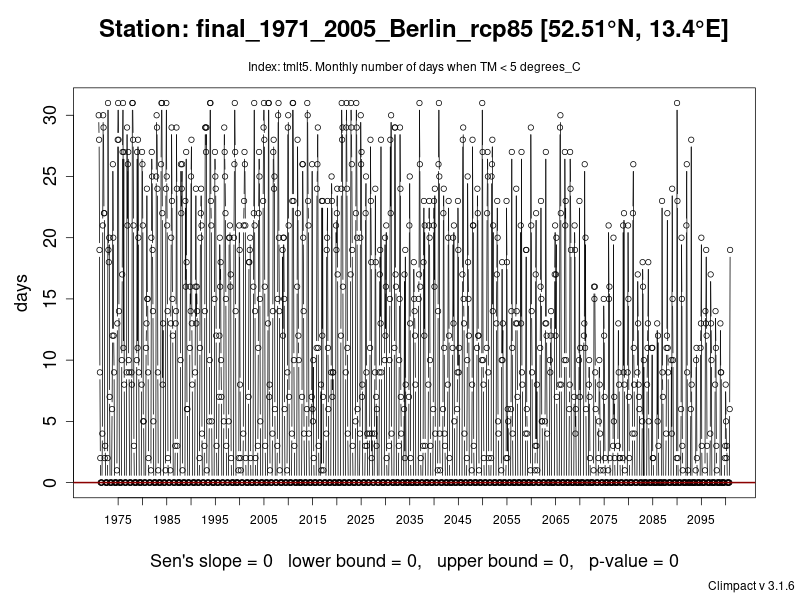 Station: final_1971_2005_Berlin_rcp85 [52.51°N, 13.4°E]
Index: tmlt5. Monthly number of days when TM < 5 degrees_C
days
30
25
20
15
10
5
0
1975 1985 1995 2005 2015 2025 2035 2045 2055 2065 2075 2085 2095
Sen's slope = 0 lower bound = 0, upper bound = 0, p-value = 0
Climpact v 3.1.6